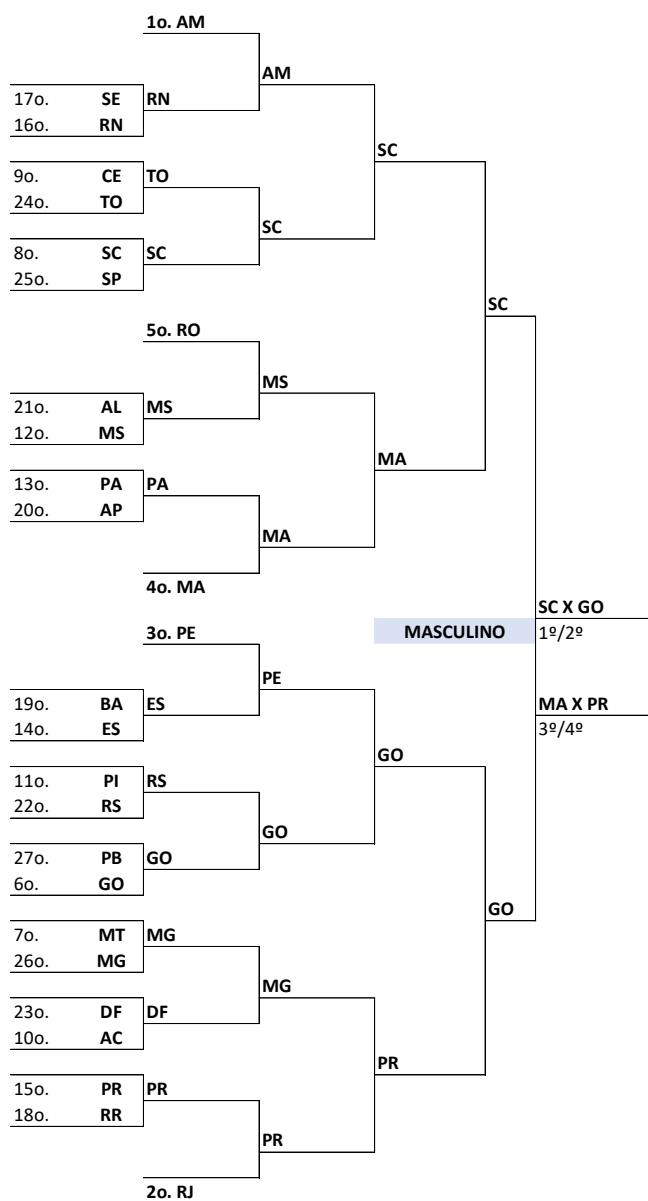 1o. AM
AM
17o. SE RN
16o. RN
SC
9o. CE TO
24o. TO
SC
8o. SC SC
25o. SP
SC
5o. RO
MS
21o. AL MS
12o. MS
MA
13o. PA PA
20o. AP
MA
4o. MA
SC X GO
MASCULINO 1º/2º
3o. PE
PE
19o. BA ES
14o. ES
MA X PR
3º/4º
GO
11o. PI RS
22o. RS
GO
27o. PB GO
6o. GO
GO
7o. MT MG
26o. MG
MG
23o. DF DF
10o. AC
PR
15o. PR PR
18o. RR
PR
2o. RJ